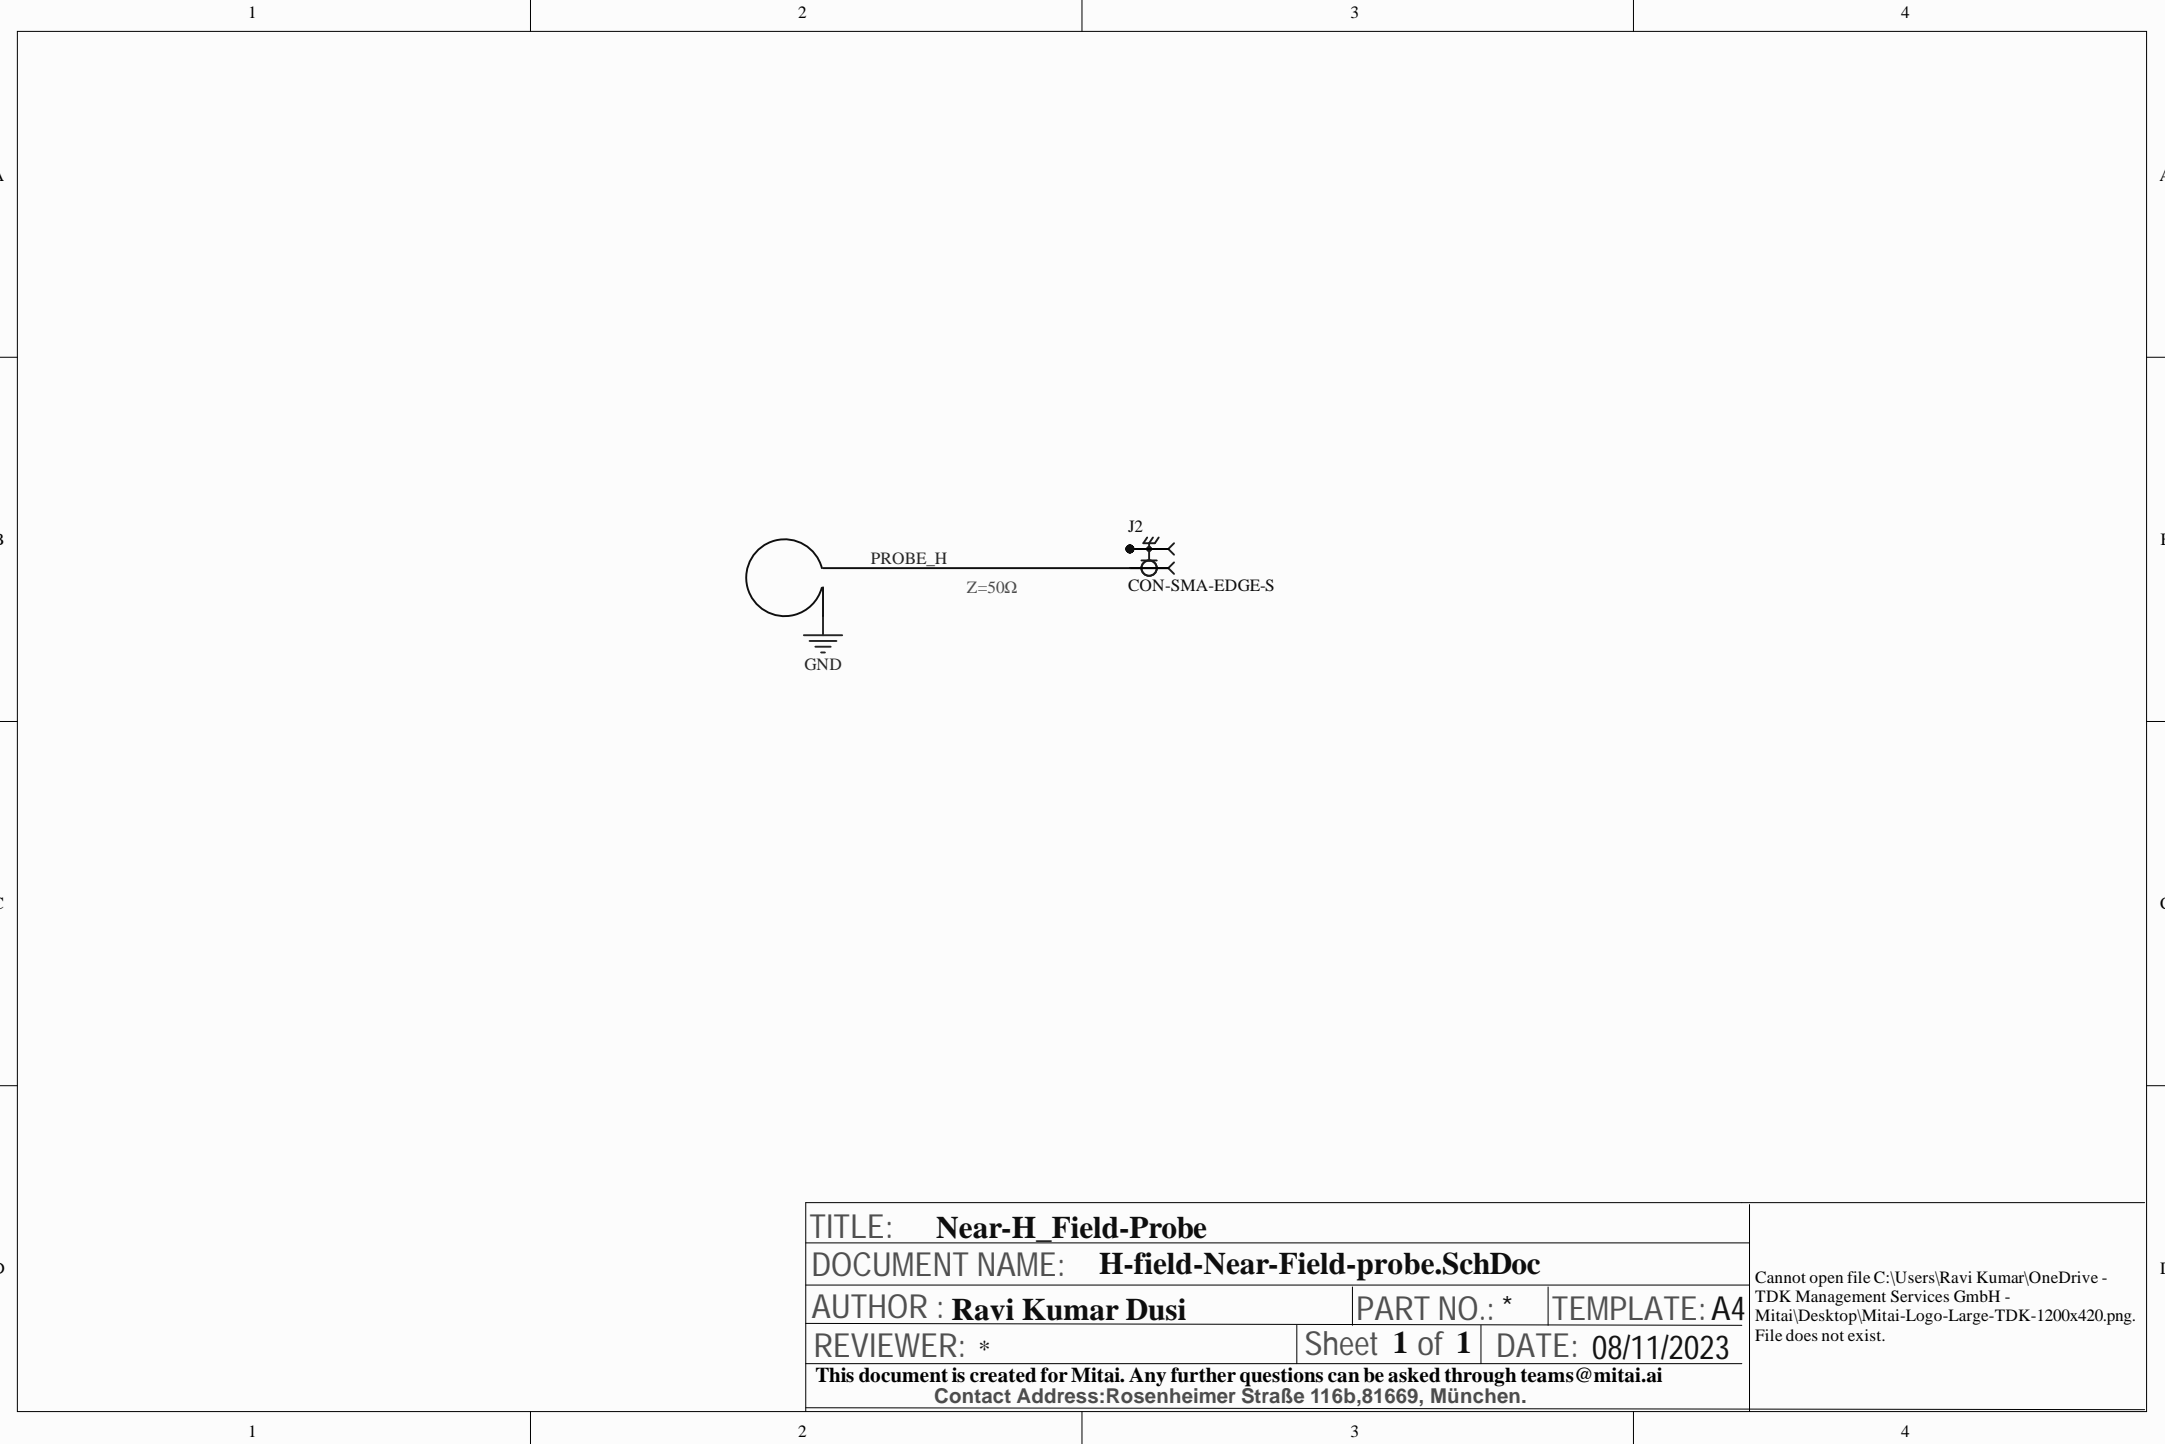 1 2 3 4
A A
B B
J2
PROBE_H
Z=50Ω
CON-SMA-EDGE-S
GND
C C
TITLE: Near-H_Field-Probe
DOCUMENT NAME: H-field-Near-Field-probe.SchDoc
D D
Cannot open file C:\Users\Ravi Kumar\OneDrive -
TDK Management Services GmbH -
Mitai\Desktop\Mitai-Logo-Large-TDK-1200x420.png.
File does not exist.
AUTHOR : Ravi Kumar Dusi PART NO.: * TEMPLATE: A4
REVIEWER: * Sheet 1 of 1 DATE: 08/11/2023
This document is created for Mitai. Any further questions can be asked through teams@mitai.ai
Contact Address:Rosenheimer Straße 116b,81669, München.
1 2 3 4